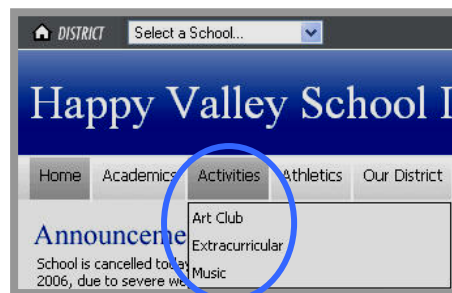 DISTRICT Select a School...
Happy Valley School
Home Academics Activities Athletics Our District
Art Club
Extracurricular
Music
Announceme
School is cancelled today
2006, due to severe we